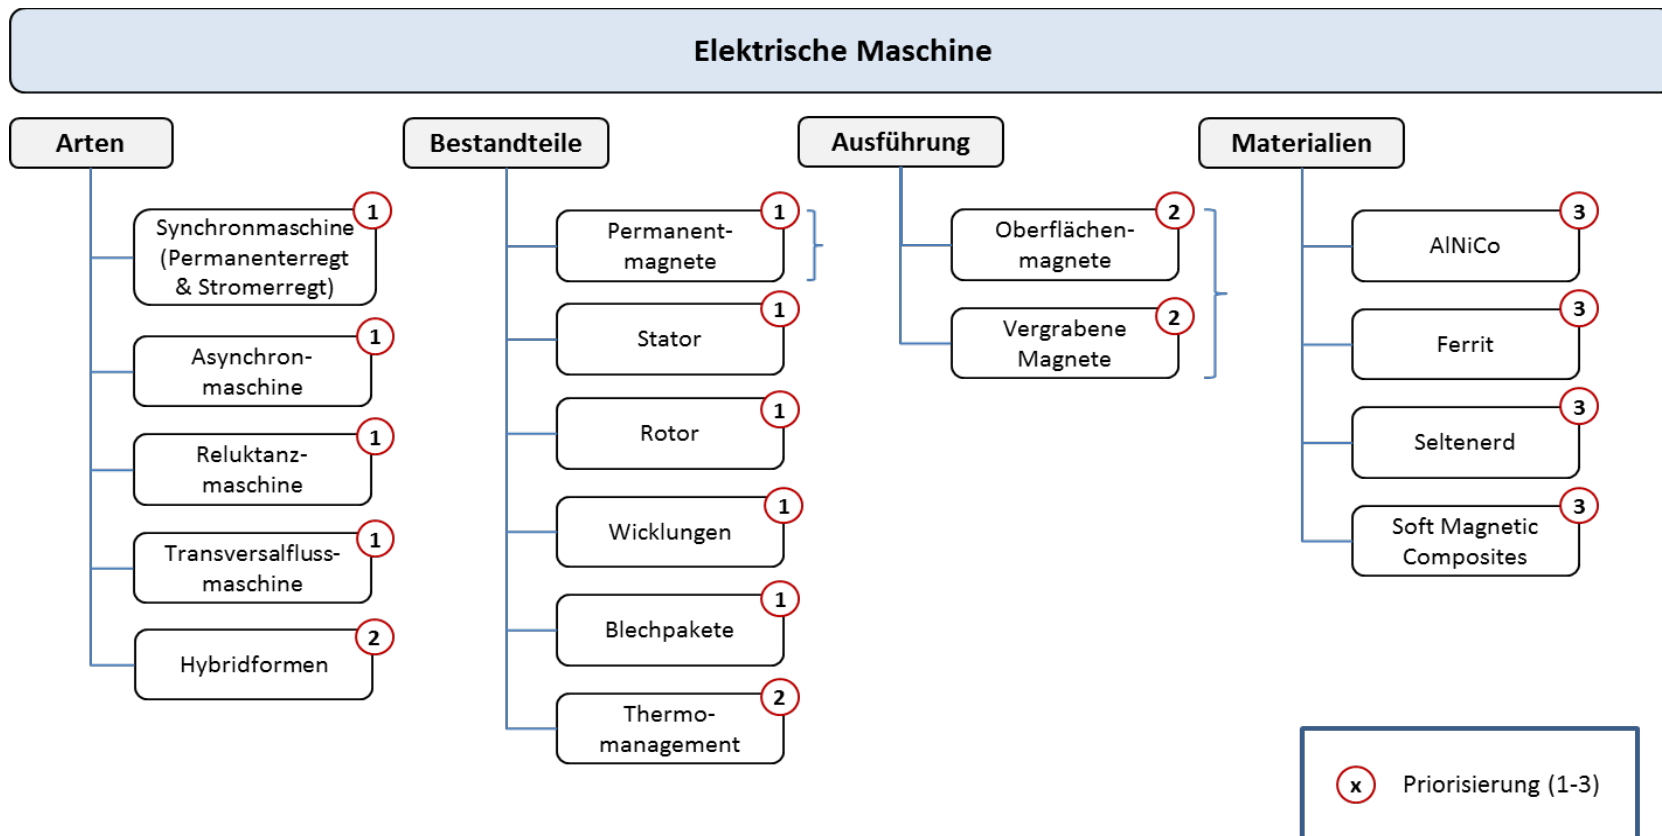 Elektrische Maschine
Arten
1
Synchronmaschine
(Permanenterregt
& Stromerregt)
1
Asynchron-
maschine
1
Reluktanz-
maschine
1
Transversalfluss-
maschine
2
Hybridformen
Bestandteile
1
Permanent-
magnete
1
Stator
1
Rotor
1
Wicklungen
1
Blechpakete
2
Thermo-
management
Ausführung
2
Oberflächen-
magnete
2
Vergrabene
Magnete
Materialien
3
AlNiCo
3
Ferrit
3
Seltenerd
3
Soft Magnetic
Composites
x Priorisierung (1-3)